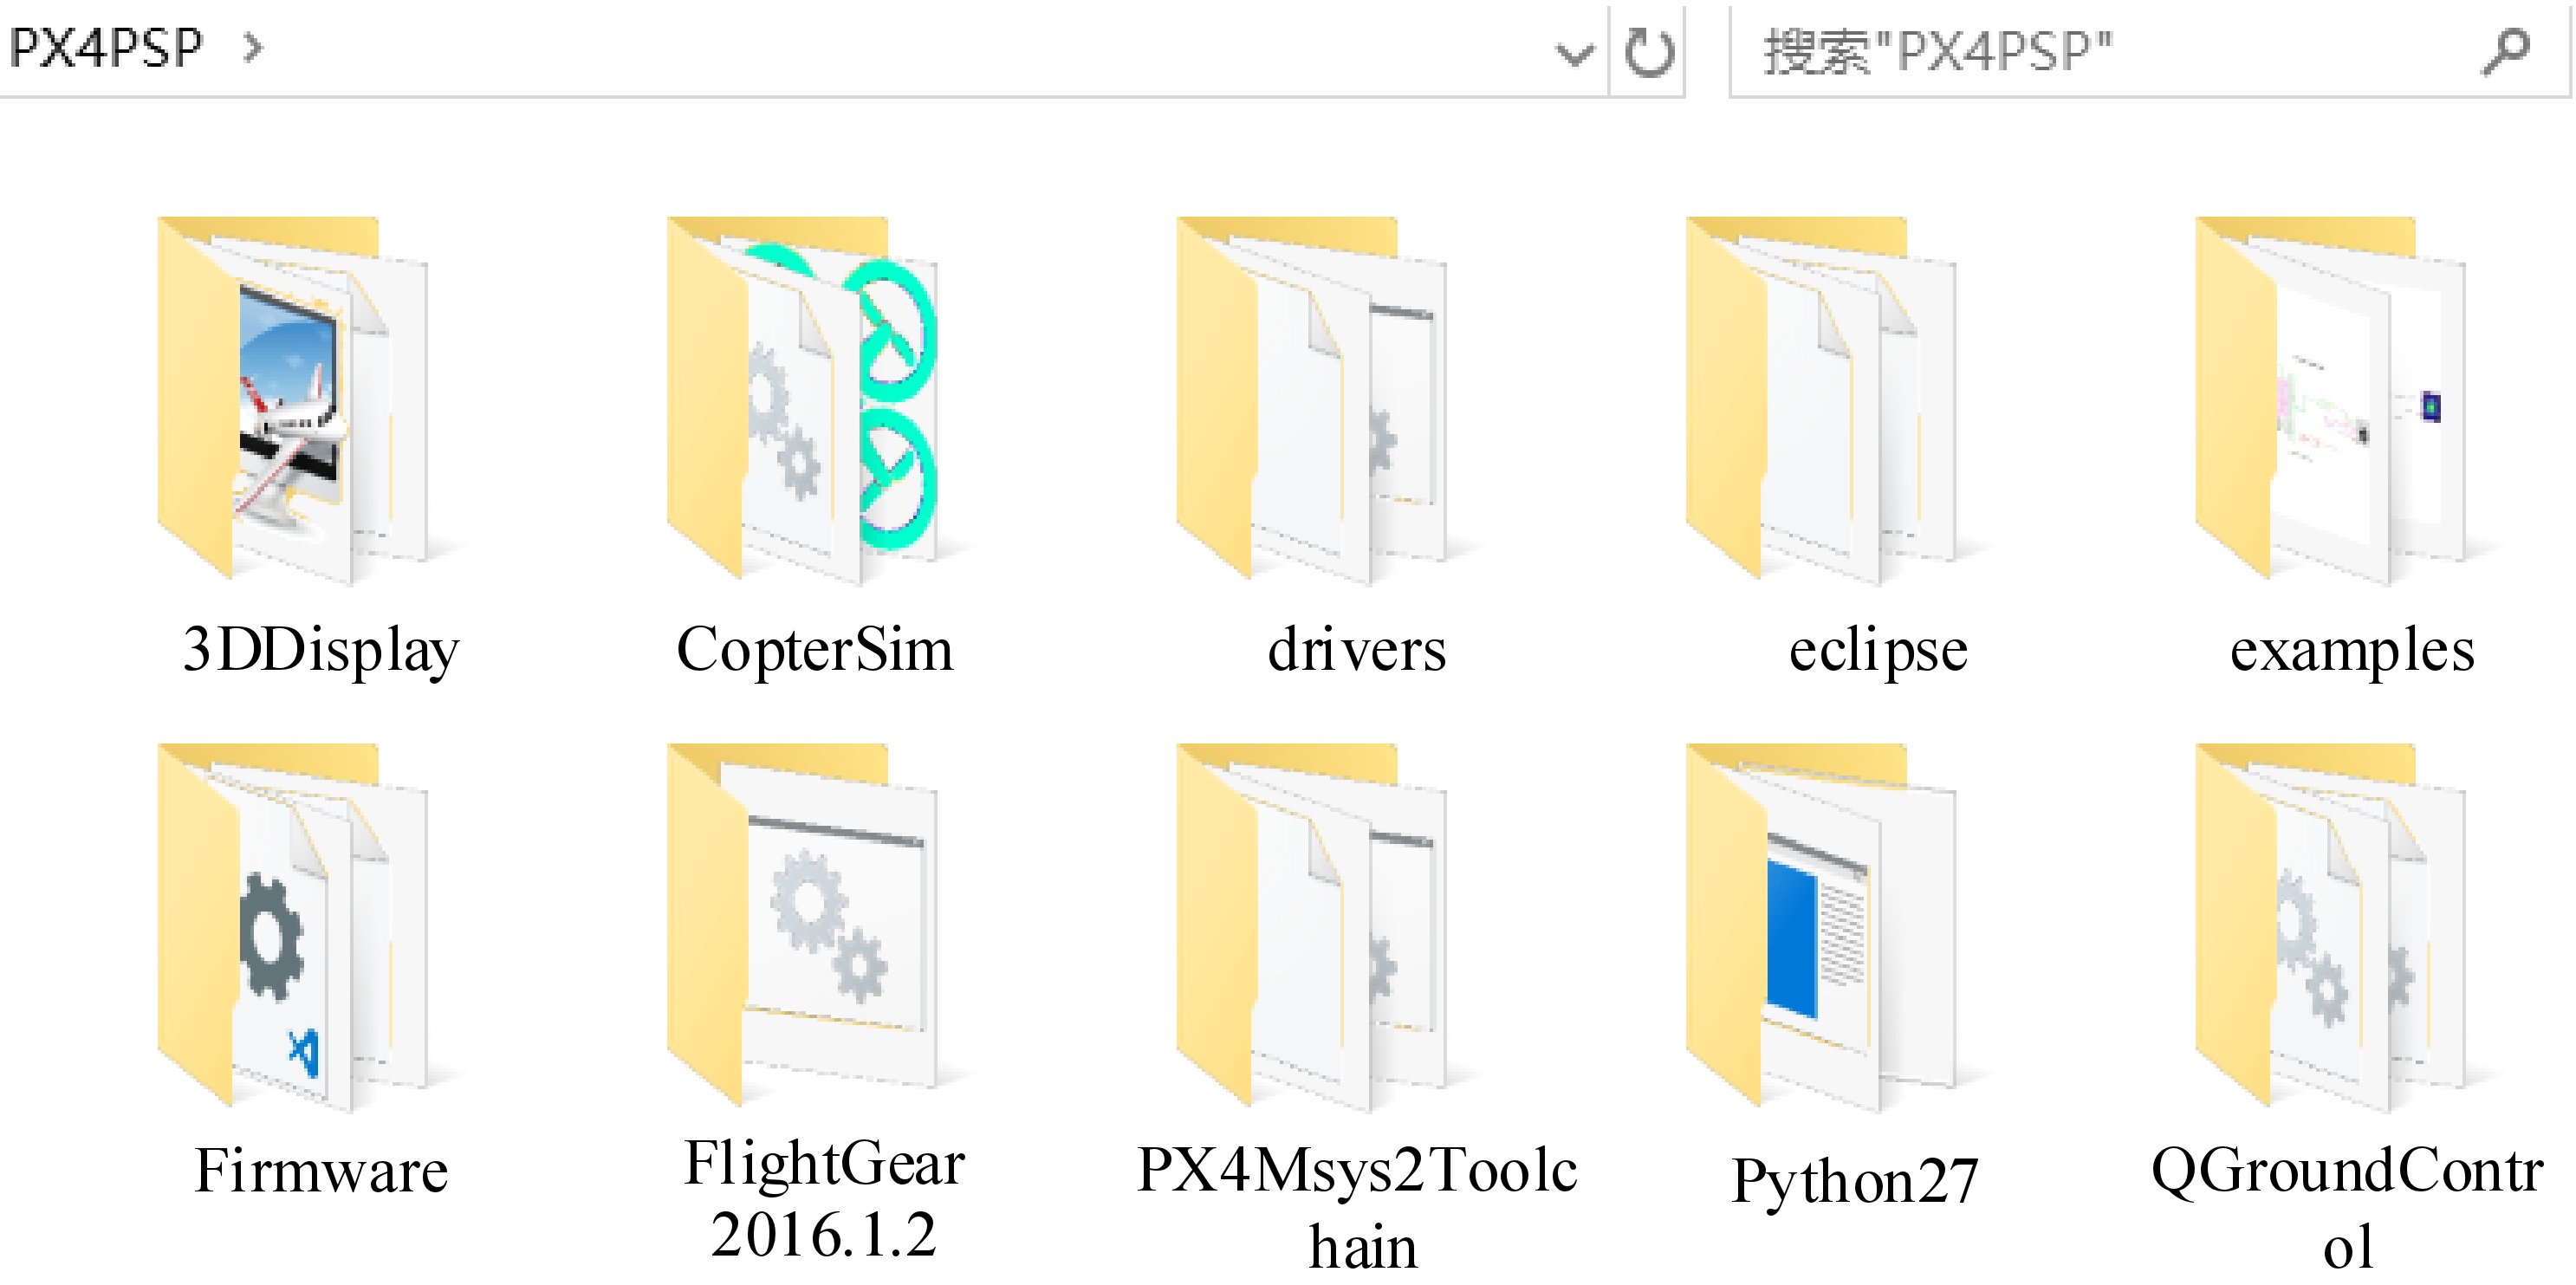 PX4PSP >
搜索"PX4PSP"
3DDisplay
CopterSim
drivers
eclipse
examples
Firmware
FlightGear
2016.1.2
PX4Msys2Toolc
hain
Python27
QGroundContr
ol